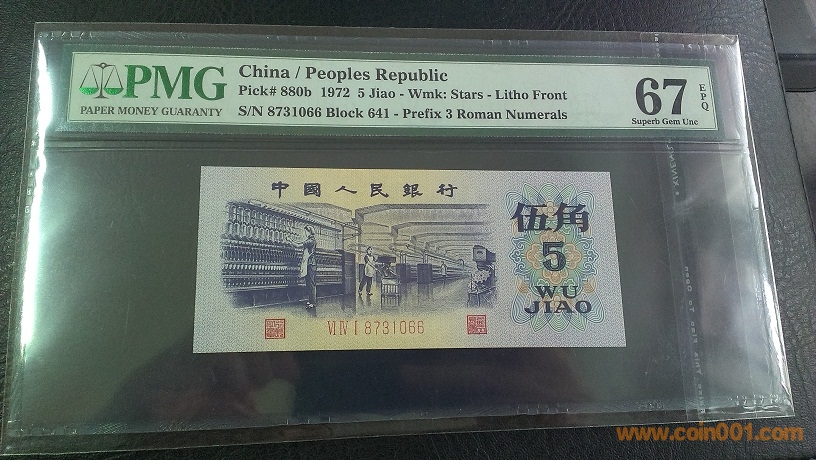 PMG
PAPER MONEY GUARANTY
China / Peoples Republic
Pick# 880b 1972 5 Jiao - Wmk: Stars - Litho Front
S/N 8731066 Block 641 - Prefix 3 Roman Numerals
67 EPQ
Superb Gem Unc
中國人民銀行
伍角
5
WU
JIAO
VI IV I 8731066
www.coin001.com